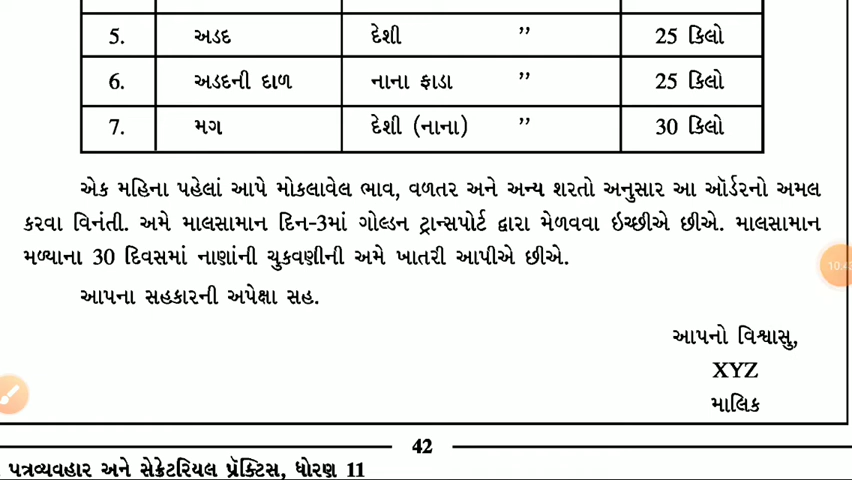 5. અડદ દેશી ” 25 કિલો
6. અડદની દાળ નાના ફાડા ” 25 કિલો
7. મગ દેશી (નાના) ” 30 કિલો
એક મહિના પહેલાં આપે મોકલાવેલ ભાવ, વળતર અને અન્ય શરતો અનુસાર આ ઑર્ડરનો અમલ
કરવા વિનંતી. અમે માલસામાન દિન-3માં ગોલ્ડન ટ્રાન્સપોર્ટ દ્વારા મેળવવા ઇચ્છીએ છીએ. માલસામાન
મળ્યાના 30 દિવસમાં નાણાંની ચુકવણીની અમે ખાતરી આપીએ છીએ.
આપના સહકારની અપેક્ષા સહ.
આપનો વિશ્વાસુ,
XYZ
માલિક
42
પત્રવ્યવહાર અને સેક્રેટરિયલ પ્રૅક્ટિસ, ધોરણ 11